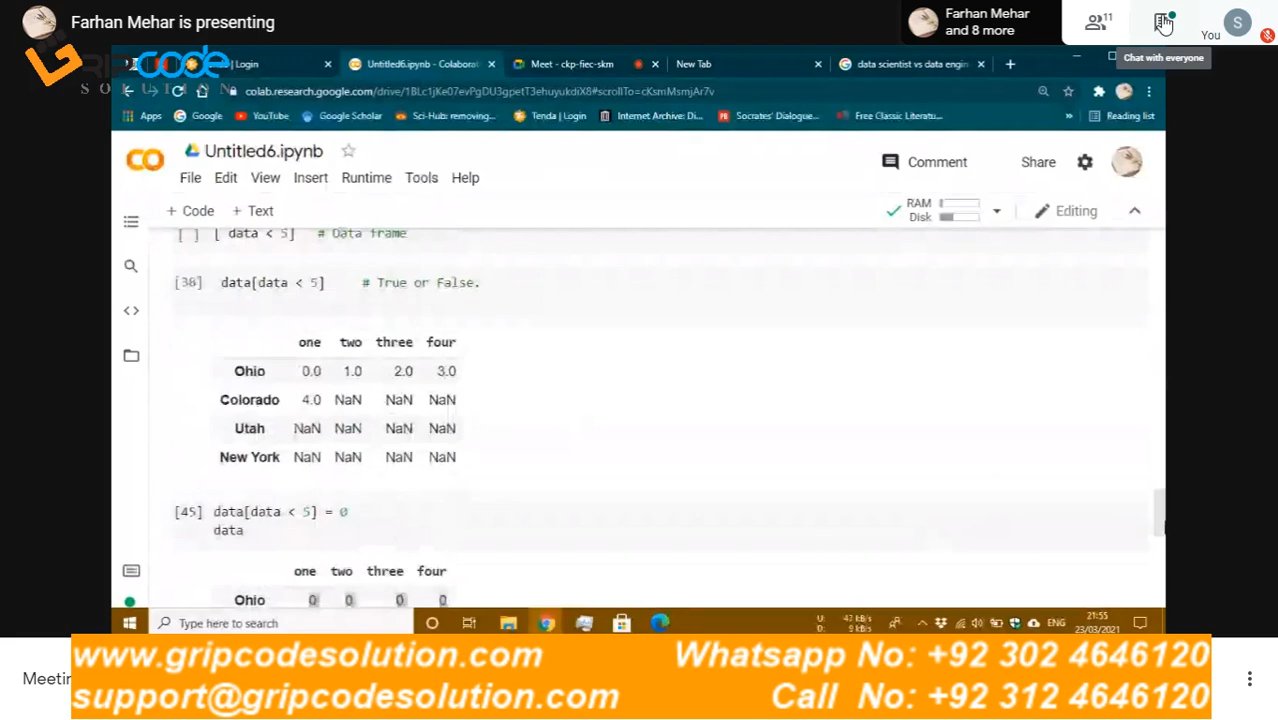 Farhan Mehar is presenting
Farhan Mehar
and 8 more
11
You
S
Chat with everyone
GRIPCode
Login
Untitled6.ipynb - Colaborat
Meet - ckp-fiec-skm
New Tab
data scientist vs data engin
colab.research.google.com/drive/1BLc1jKe07evPgDU3gpetT3ehuyukdiX8#scrollTo=cKsmMsmjAr7v
Apps
Google
YouTube
Google Scholar
Sci-Hub: removing...
Tenda | Login
Internet Archive: Di...
Socrates' Dialogue...
Free Classic Literatu...
»
Reading list
Untitled6.ipynb
Comment
Share
File Edit View Insert Runtime Tools Help
+ Code + Text
RAM
Disk
Editing
[ ] [ data < 5] # Data frame
[38] data[data < 5] # True or False.
one two three four
Ohio 0.0 1.0 2.0 3.0
Colorado 4.0 NaN NaN NaN
Utah NaN NaN NaN NaN
New York NaN NaN NaN NaN
[45] data[data < 5] = 0
data
one two three four
Ohio 0 0 0 0
Type here to search
U: 47 kB/s
D: 9 kB/s
ENG
21:55
23/03/2021
Meetin
www.gripcodesolution.com
Whatsapp No: +92 302 4646120
support@gripcodesolution.com
Call No: +92 312 4646120